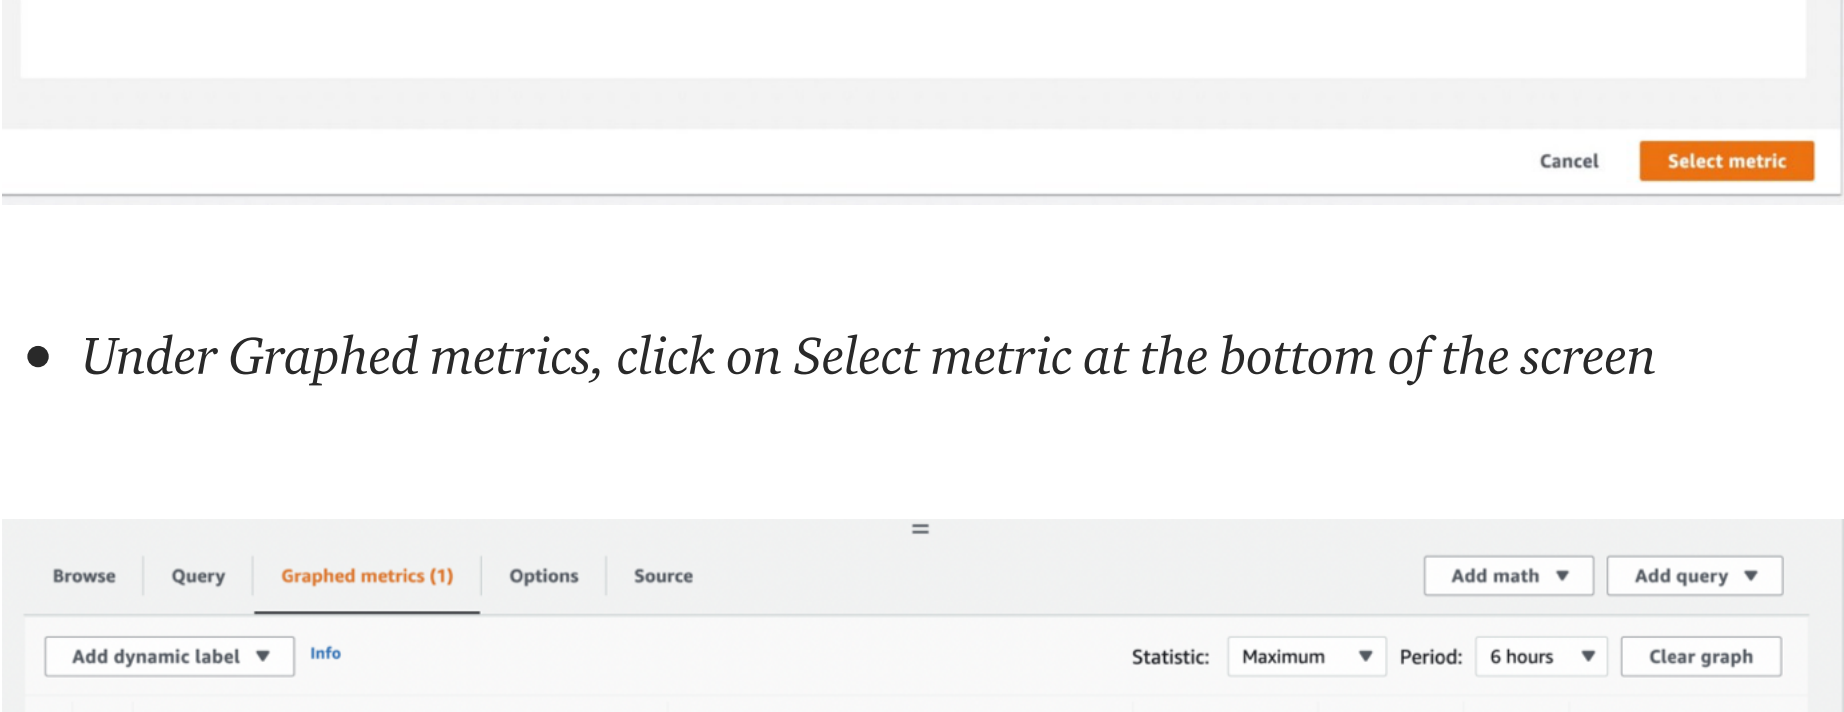 Cancel Select metric
• Under Graphed metrics, click on Select metric at the bottom of the screen
Browse Query Graphed metrics (1) Options Source Add math ▼ Add query ▼
Add dynamic label ▼ Info Statistic: Maximum ▼ Period: 6 hours ▼ Clear graph